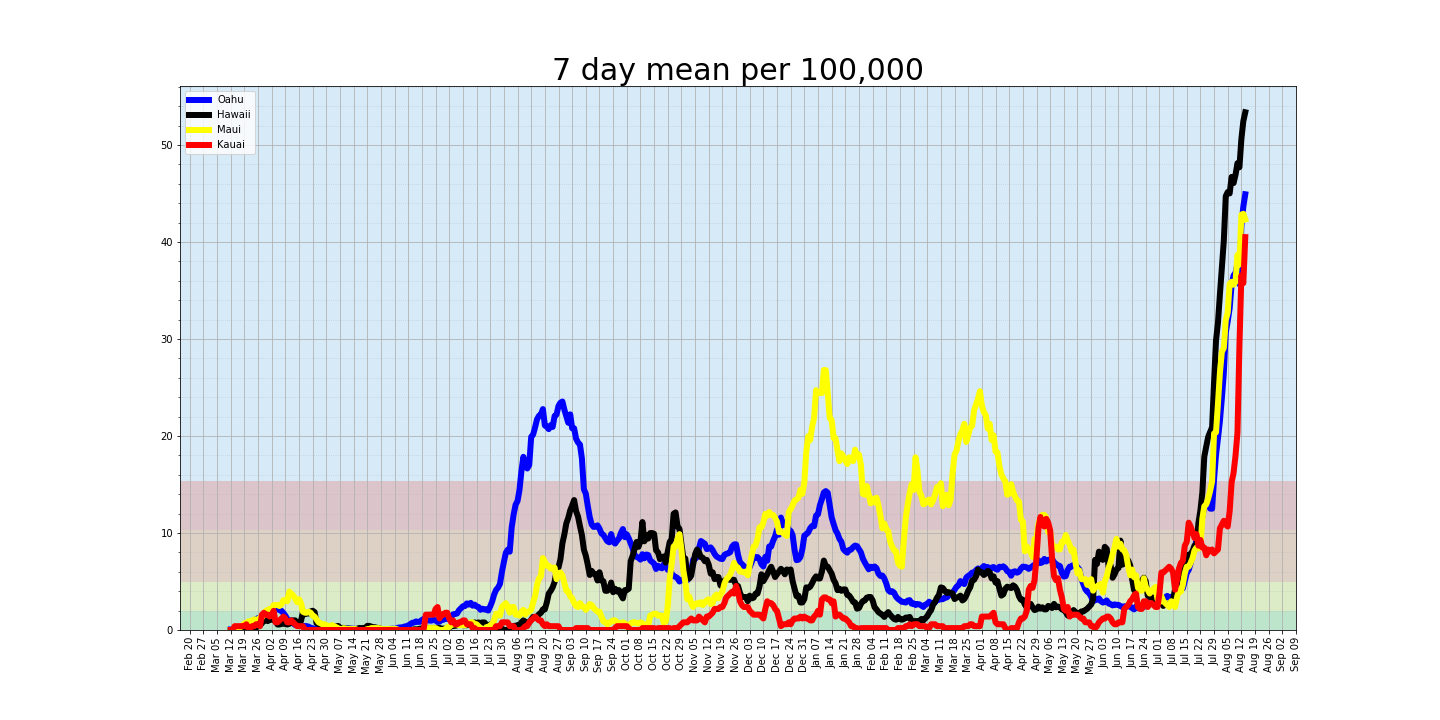 7 day mean per 100,000
Oahu
Hawaii
Maui
Kauai
50
40
30
20
10
0
Feb 20
Feb 27
Mar 05
Mar 12
Mar 19
Mar 26
Apr 02
Apr 09
Apr 16
Apr 23
Apr 30
May 07
May 14
May 21
May 28
Jun 04
Jun 11
Jun 18
Jun 25
Jul 02
Jul 09
Jul 16
Jul 23
Jul 30
Aug 06
Aug 13
Aug 20
Aug 27
Sep 03
Sep 10
Sep 17
Sep 24
Oct 01
Oct 08
Oct 15
Oct 22
Oct 29
Nov 05
Nov 12
Nov 19
Nov 26
Dec 03
Dec 10
Dec 17
Dec 24
Dec 31
Jan 07
Jan 14
Jan 21
Jan 28
Feb 04
Feb 11
Feb 18
Feb 25
Mar 04
Mar 11
Mar 18
Mar 25
Apr 01
Apr 08
Apr 15
Apr 22
Apr 29
May 06
May 13
May 20
May 27
Jun 03
Jun 10
Jun 17
Jun 24
Jul 01
Jul 08
Jul 15
Jul 22
Jul 29
Aug 05
Aug 12
Aug 19
Aug 26
Sep 02
Sep 09